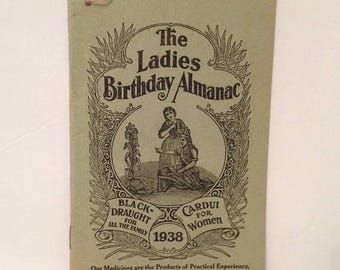 The
Ladies
Birthday Almanac
BLACK-
DRAUGHT
FOR
ALL THE FAMILY
CARDUI
FOR
Women
1938
Our Medicines are the Products of Practical Experience,